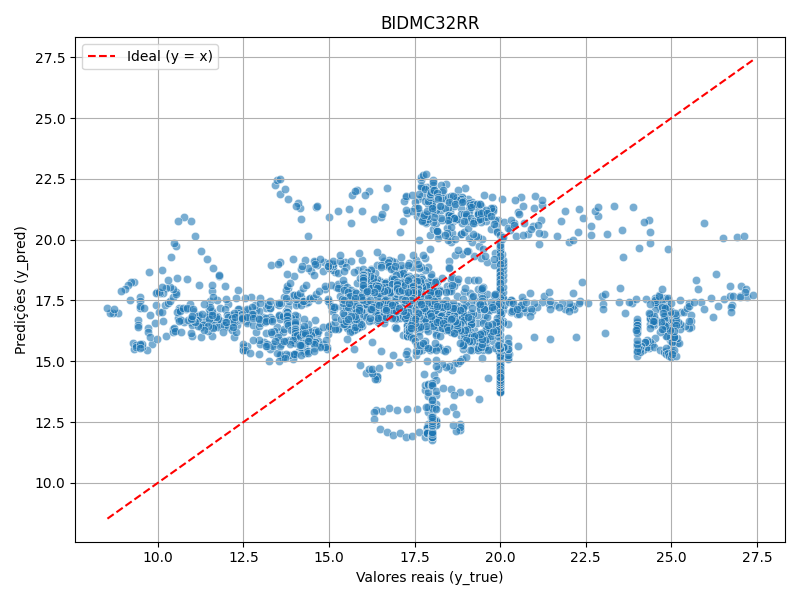 BIDMC32RR
Ideal (y = x)
27.5
25.0
22.5
20.0
17.5
15.0
12.5
10.0
Predições (y_pred)
10.0 12.5 15.0 17.5 20.0 22.5 25.0 27.5
Valores reais (y_true)